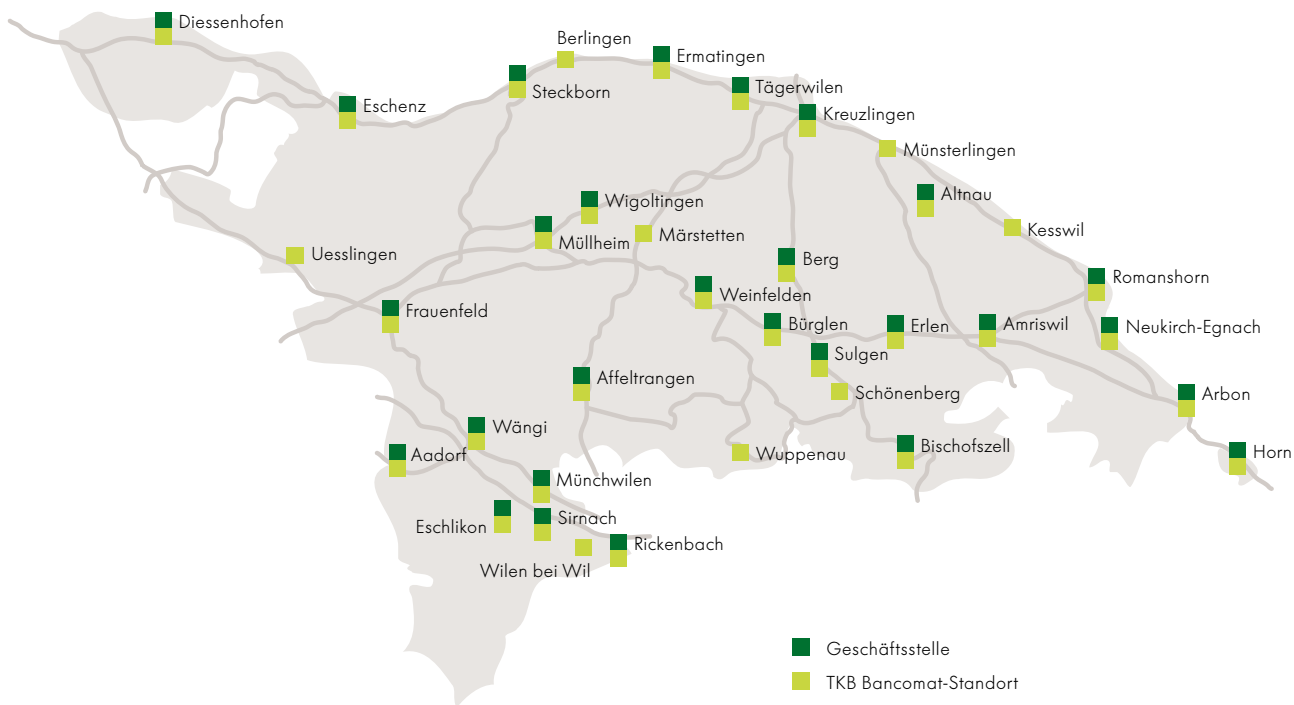 Diessenhofen
Berlingen
Ermatingen
Steckborn
Tägerwilen
Eschenz
Kreuzlingen
Münsterlingen
Altnau
Wigoltingen
Kesswil
Müllheim
Märstetten
Uesslingen
Berg
Romanshorn
Weinfelden
Frauenfeld
Bürglen
Erlen
Amriswil
Neukirch-Egnach
Sulgen
Affeltrangen
Schönenberg
Arbon
Wängi
Aadorf
Wuppenau
Bischofszell
Horn
Münchwilen
Sirnach
Eschlikon
Rickenbach
Wilen bei Wil
Geschäftsstelle
TKB Bancomat-Standort